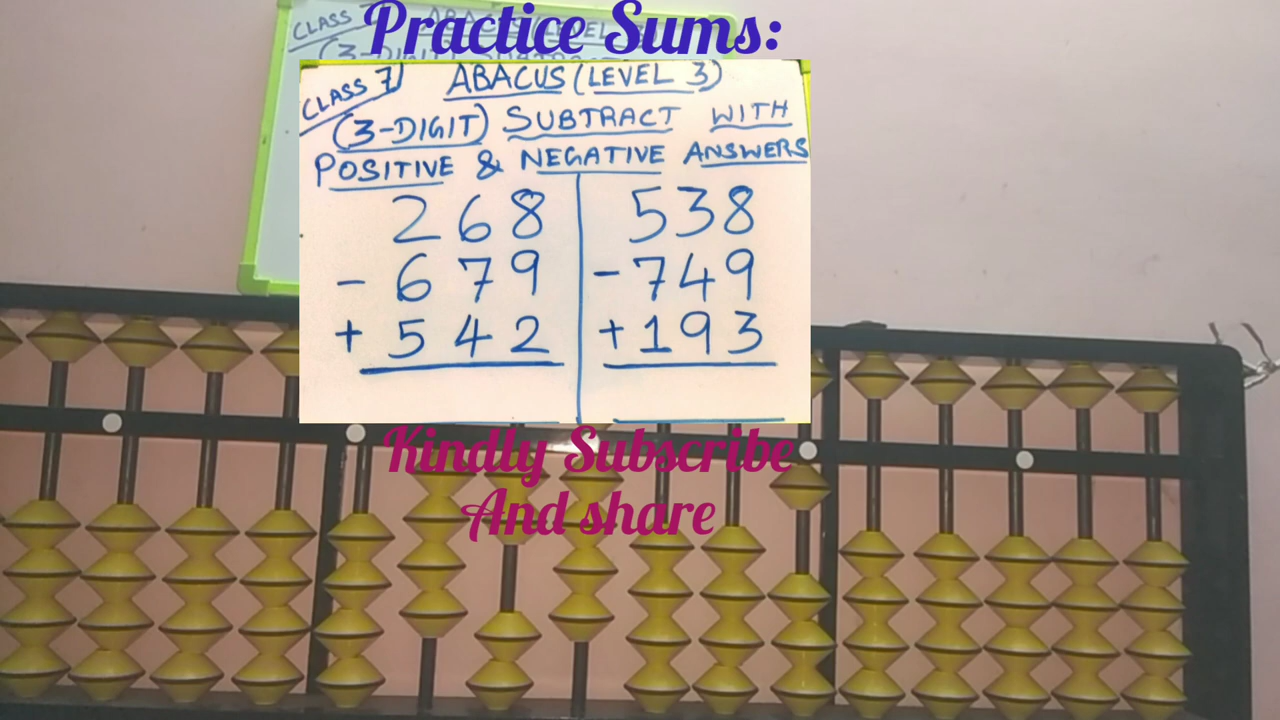 Practice Sums:
CLASS 7 ABACUS (LEVEL 3)
(3-DIGIT) SUBTRACT WITH
POSITIVE & NEGATIVE ANSWERS
268
- 679
+ 542
538
- 749
+ 193
Kindly Subscribe
And share